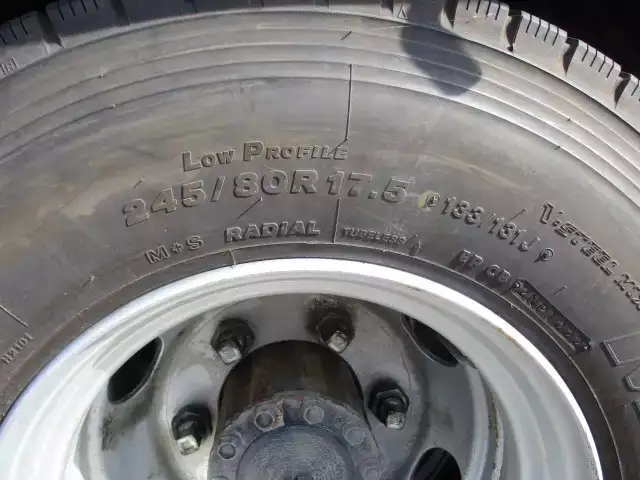 LOW PROFILE
245/80R17.5 133/131J
M+S RADIAL TUBELESS
V-STEEL